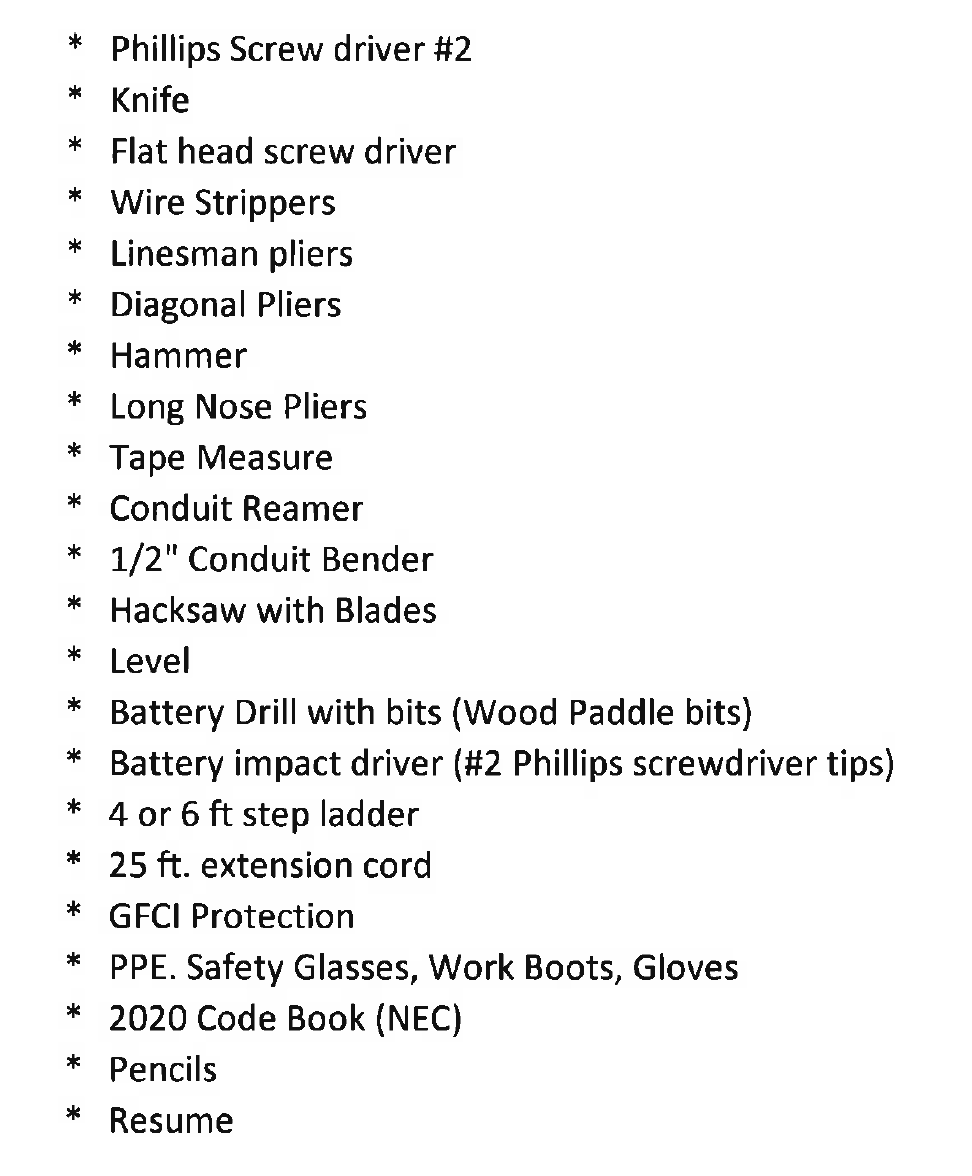 * Phillips Screw driver #2
* Knife
* Flat head screw driver
* Wire Strippers
* Linesman pliers
* Diagonal Pliers
* Hammer
* Long Nose Pliers
* Tape Measure
* Conduit Reamer
* 1/2" Conduit Bender
* Hacksaw with Blades
* Level
* Battery Drill with bits (Wood Paddle bits)
* Battery impact driver (#2 Phillips screwdriver tips)
* 4 or 6 ft step ladder
* 25 ft. extension cord
* GFCI Protection
* PPE. Safety Glasses, Work Boots, Gloves
* 2020 Code Book (NEC)
* Pencils
* Resume